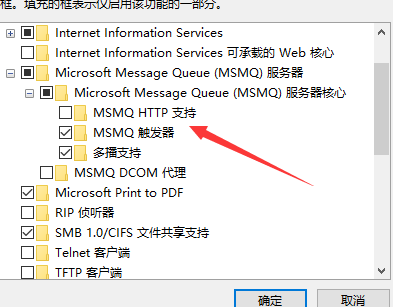 框。填充的框表示仅启用该功能的一部分。
Internet Information Services
Internet Information Services 可承载的 Web 核心
Microsoft Message Queue (MSMQ) 服务器
Microsoft Message Queue (MSMQ) 服务器核心
MSMQ HTTP 支持
MSMQ 触发器
多播支持
MSMQ DCOM 代理
Microsoft Print to PDF
RIP 侦听器
SMB 1.0/CIFS 文件共享支持
Telnet 客户端
TFTP 客户端
确定
取消